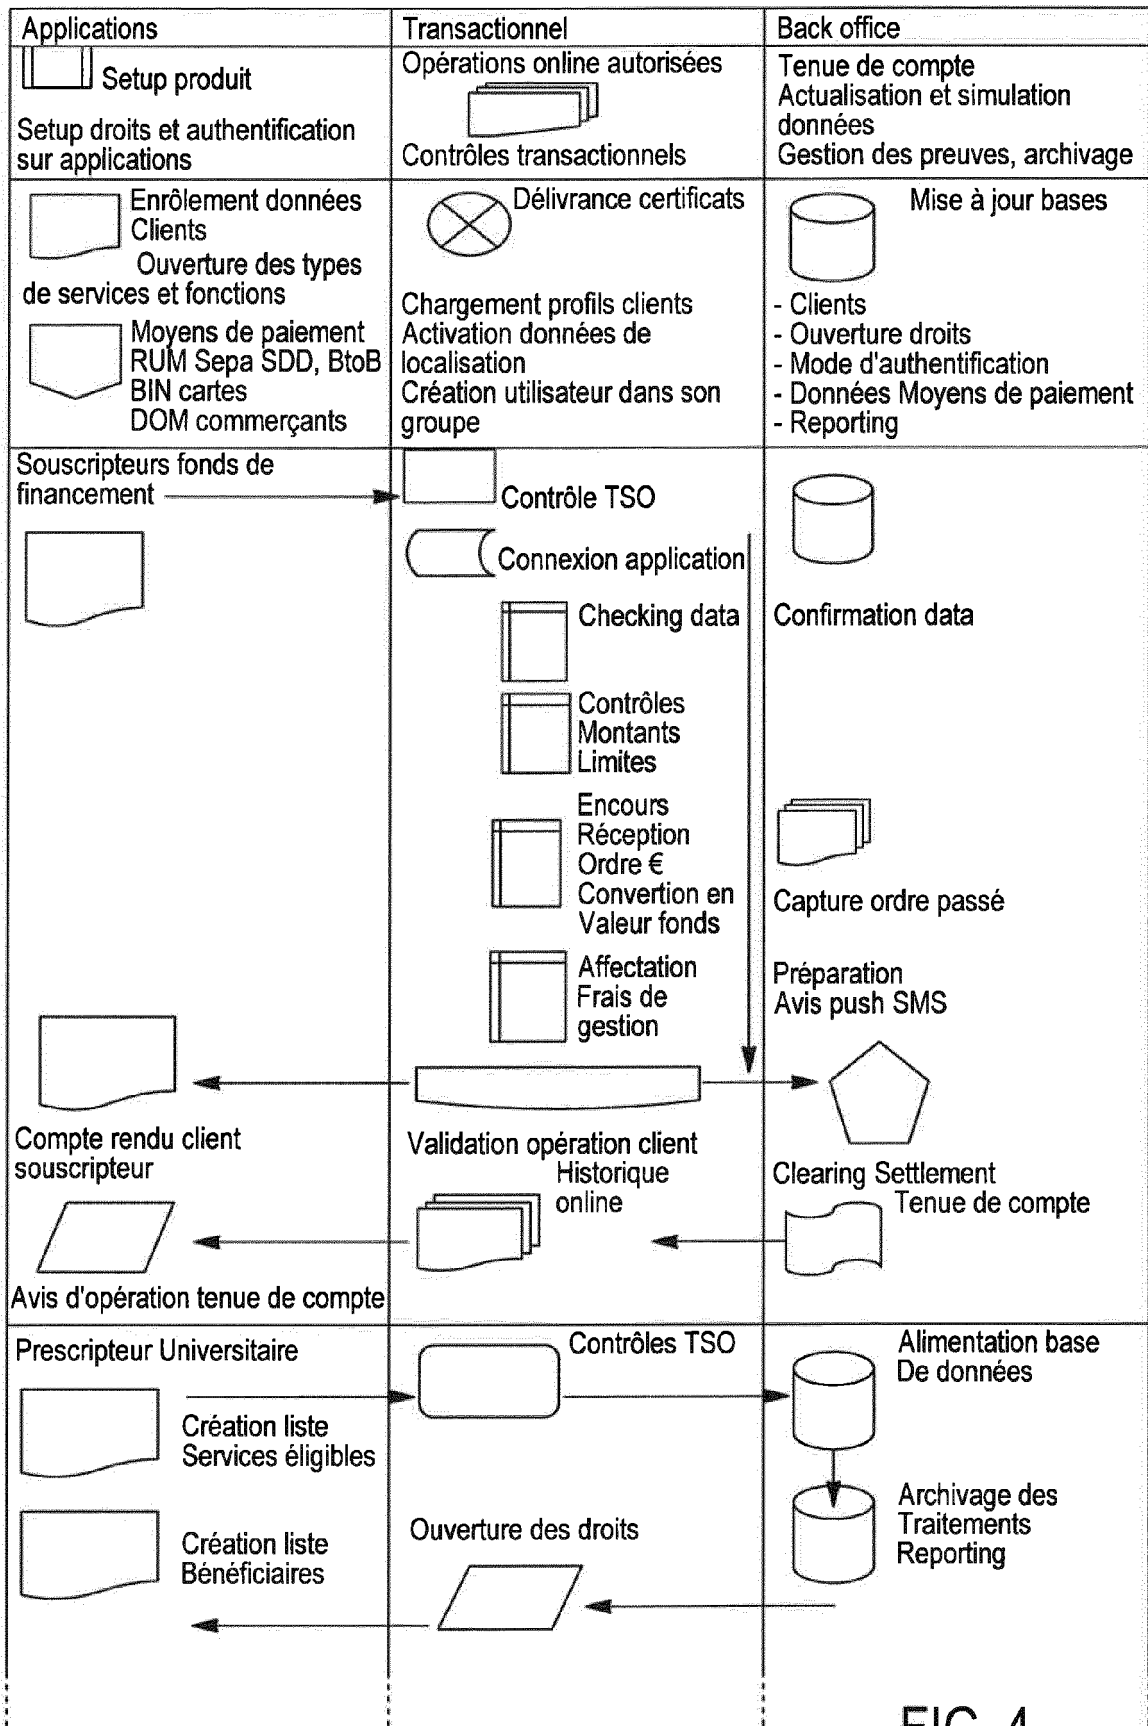 Applications
Transactionnel
Back office
Setup produit
Setup droits et authentification
sur applications
Opérations online autorisées
Contrôles transactionnels
Tenue de compte
Actualisation et simulation
données
Gestion des preuves, archivage
Enrôlement données
Clients
Ouverture des types
de services et fonctions
Moyens de paiement
RUM Sepa SDD, BtoB
BIN cartes
DOM commerçants
Délivrance certificats
Chargement profils clients
Activation données de
localisation
Création utilisateur dans son
groupe
Mise à jour bases
- Clients
- Ouverture droits
- Mode d'authentification
- Données Moyens de paiement
- Reporting
Souscripteurs fonds de
financement
Contrôle TSO
Connexion application
Checking data
Confirmation data
Contrôles
Montants
Limites
Encours
Réception
Ordre €
Convertion en
Valeur fonds
Capture ordre passé
Affectation
Frais de
gestion
Préparation
Avis push SMS
Compte rendu client
souscripteur
Validation opération client
Historique
online
Clearing Settlement
Tenue de compte
Avis d'opération tenue de compte
Prescripteur Universitaire
Contrôles TSO
Alimentation base
De données
Création liste
Services éligibles
Création liste
Bénéficiaires
Ouverture des droits
Archivage des
Traitements
Reporting
FIG. 4